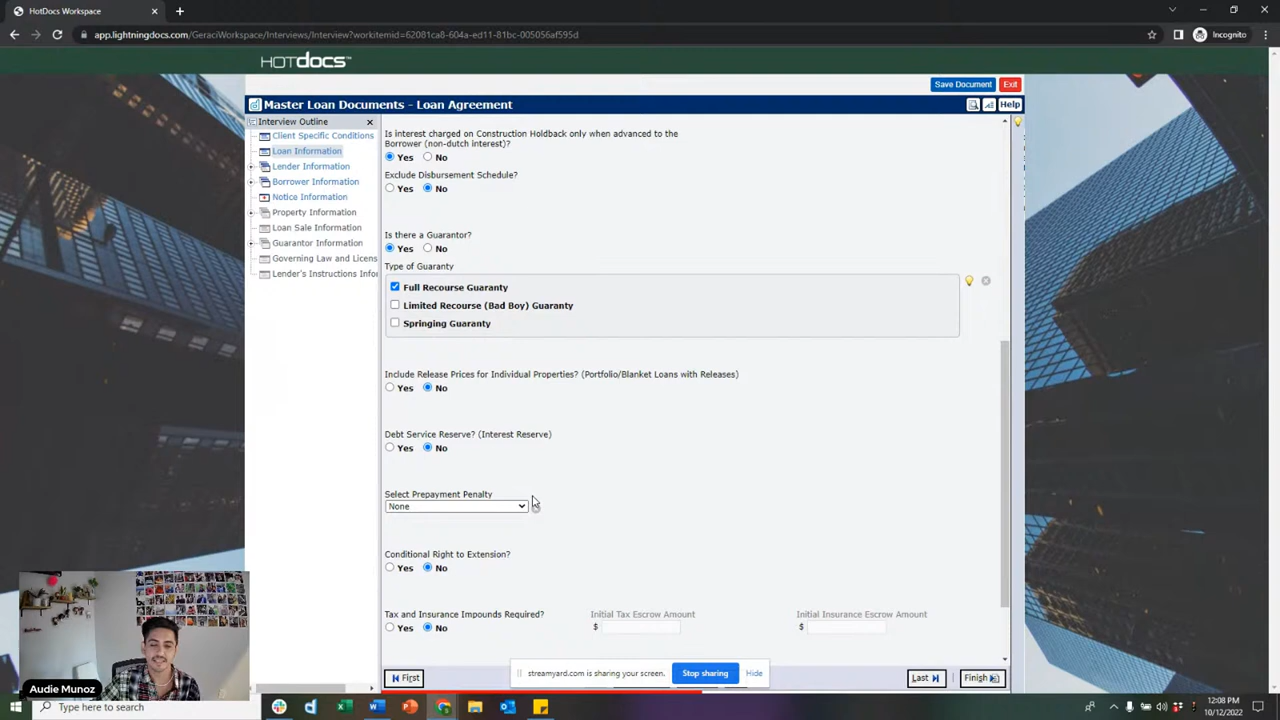 HotDocs
app.lightningdocs.com/GeraciWorkspace/Interviews/Interview?workitemid=62081ca8-604a-ed11-81bc-005056af595d
Incognito
HOTDOCS
Save Document
Exit
Master Loan Documents - Loan Agreement
Help
Interview Outline
Client Specific Conditions
Loan Information
Lender Information
Borrower Information
Notice Information
Property Information
Loan Sale Information
Guarantor Information
Governing Law and Licens
Lender's Instructions Info
Is interest charged on Construction Holdback only when advanced to the
Borrower (non-dutch interest)?
Yes No
Exclude Disbursement Schedule?
Yes No
Is there a Guarantor?
Yes No
Type of Guaranty
Full Recourse Guaranty
Limited Recourse (Bad Boy) Guaranty
Springing Guaranty
Include Release Prices for Individual Properties? (Portfolio/Blanket Loans with Releases)
Yes No
Debt Service Reserve? (Interest Reserve)
Yes No
Select Prepayment Penalty
None
Conditional Right to Extension?
Yes No
Tax and Insurance Impounds Required? Initial Tax Escrow Amount Initial Insurance Escrow Amount
Yes No $ $
First
streamyard.com is sharing your screen. Stop sharing Hide
Last
Finish
Audie Munoz
Type here to search
12:08 PM
10/12/2022